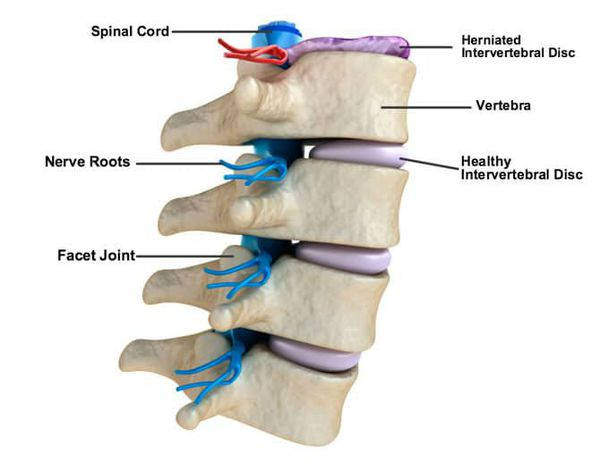 Spinal Cord
Herniated
Intervertebral Disc
Vertebra
Nerve Roots
Healthy
Intervertebral Disc
Facet Joint